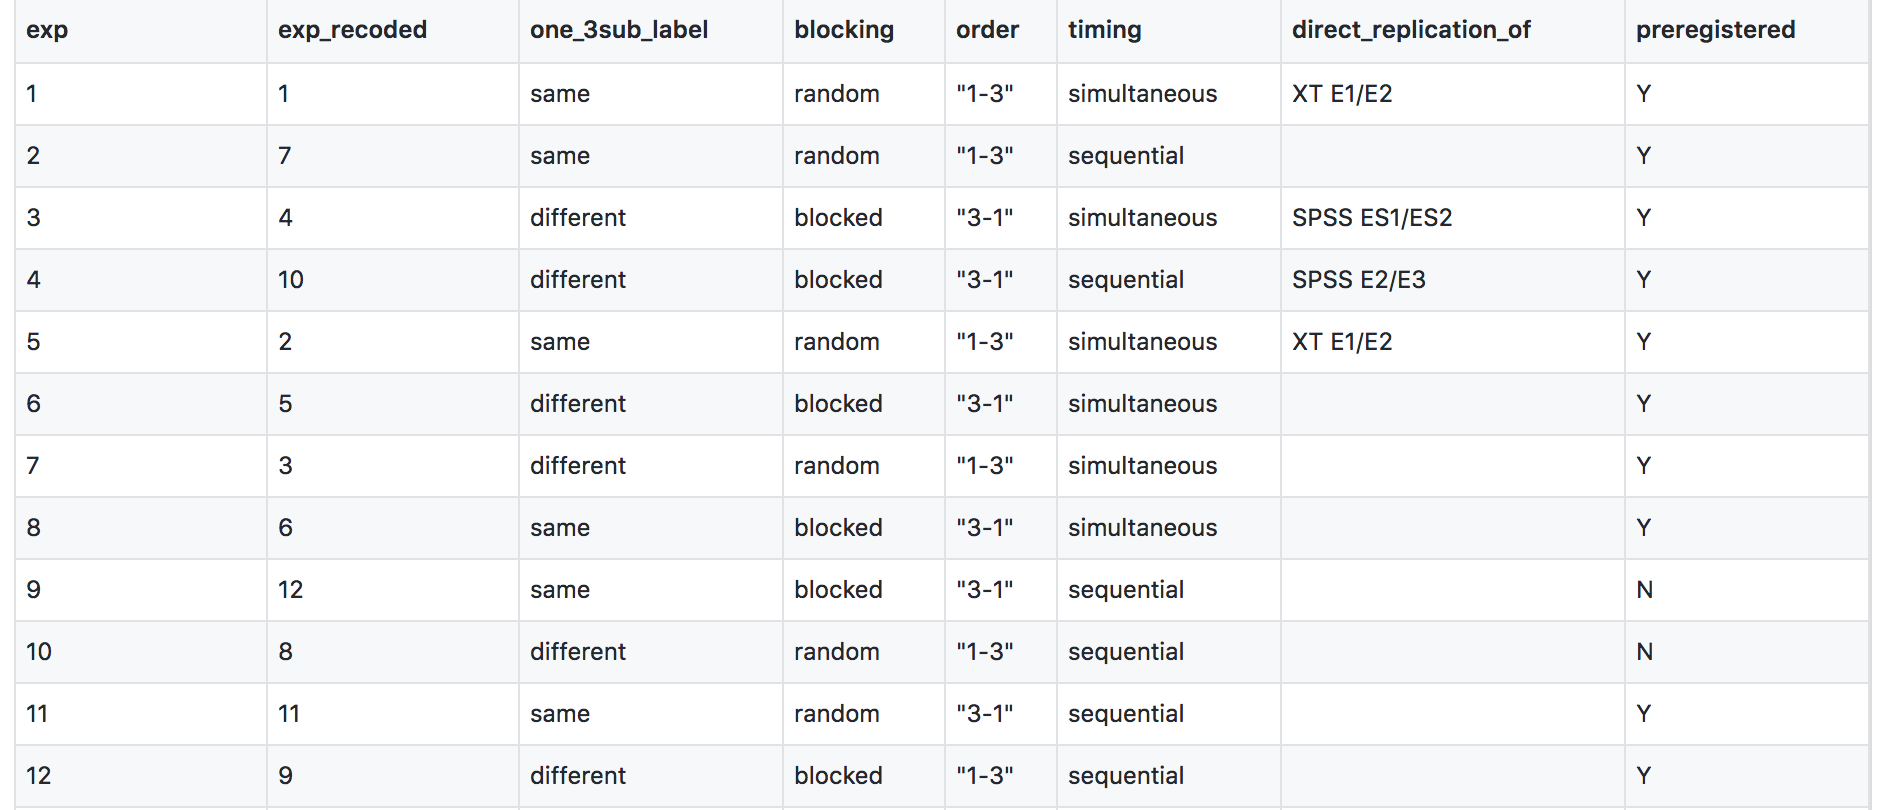 exp exp_recoded one_3sub_label blocking order timing direct_replication_of preregistered
1 1 same random "1-3" simultaneous XT E1/E2 Y
2 7 same random "1-3" sequential Y
3 4 different blocked "3-1" simultaneous SPSS ES1/ES2 Y
4 10 different blocked "3-1" sequential SPSS E2/E3 Y
5 2 same random "1-3" simultaneous XT E1/E2 Y
6 5 different blocked "3-1" simultaneous Y
7 3 different random "1-3" simultaneous Y
8 6 same blocked "3-1" simultaneous Y
9 12 same blocked "3-1" sequential N
10 8 different random "1-3" sequential N
11 11 same random "3-1" sequential Y
12 9 different blocked "1-3" sequential Y